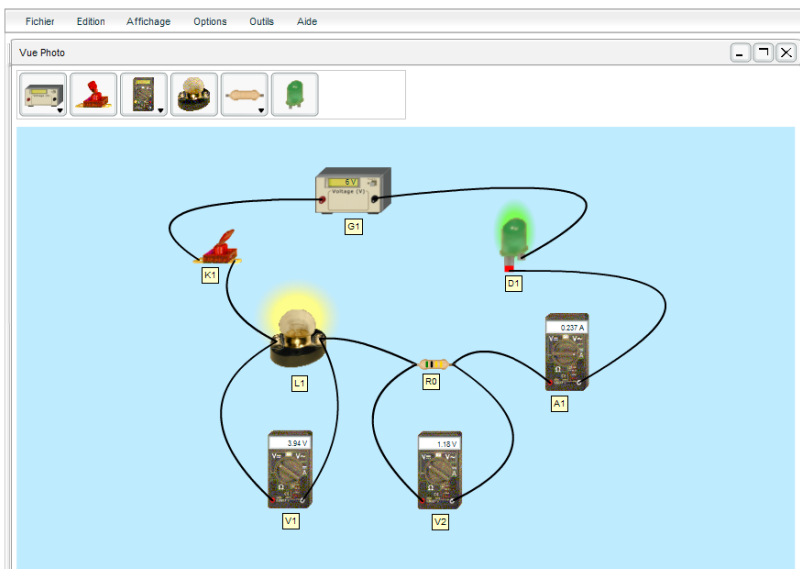 Fichier Edition Affichage Options Outils Aide
Vue Photo
6 V
Voltage (V)
G1
K1
D1
0.237 A
V= V~
A
Ω
A1
L1
R0
3.94 V
V= V~
A
Ω
V1
1.18 V
V= V~
A
Ω
V2